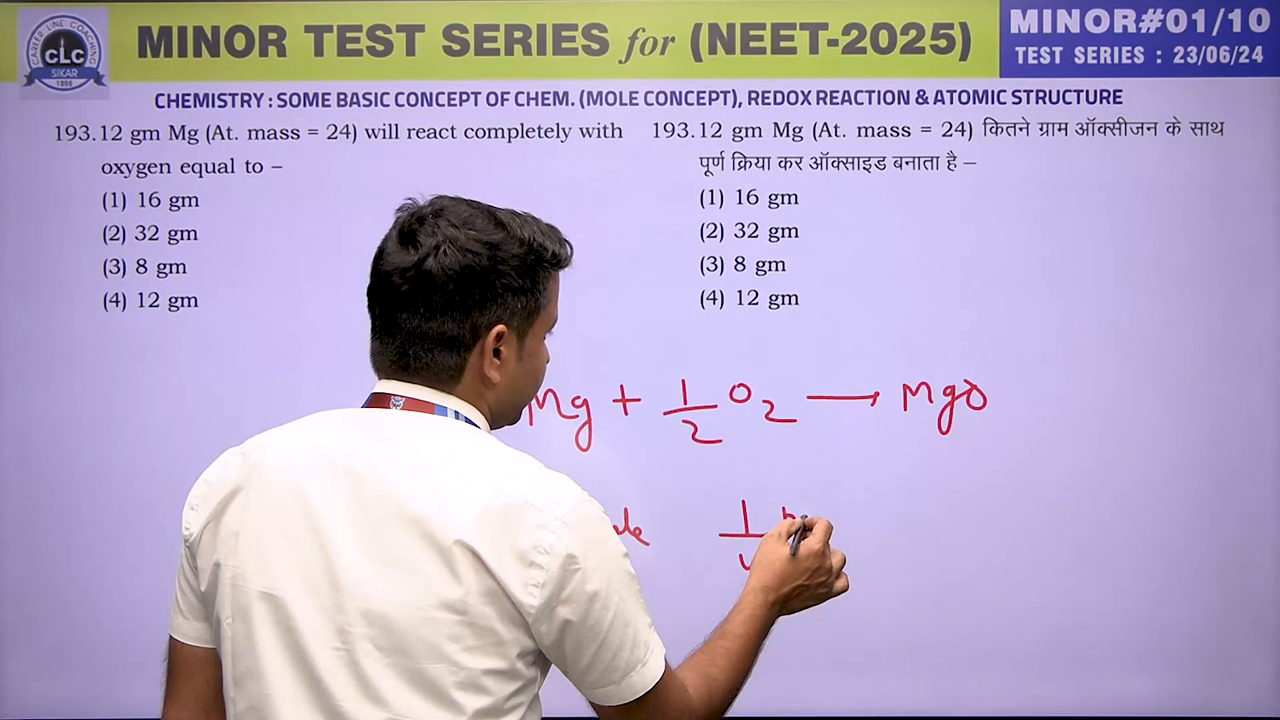 CAREER LINE COACHING
CLC
SIKAR
1996
MINOR TEST SERIES for (NEET-2025)
MINOR#01/10
TEST SERIES : 23/06/24
CHEMISTRY : SOME BASIC CONCEPT OF CHEM. (MOLE CONCEPT), REDOX REACTION & ATOMIC STRUCTURE
193.12 gm Mg (At. mass = 24) will react completely with
oxygen equal to –
(1) 16 gm
(2) 32 gm
(3) 8 gm
(4) 12 gm
193.12 gm Mg (At. mass = 24) कितने ग्राम ऑक्सीजन के साथ
पूर्ण क्रिया कर ऑक्साइड बनाता है –
(1) 16 gm
(2) 32 gm
(3) 8 gm
(4) 12 gm
Mg + 1/2 O2 → MgO